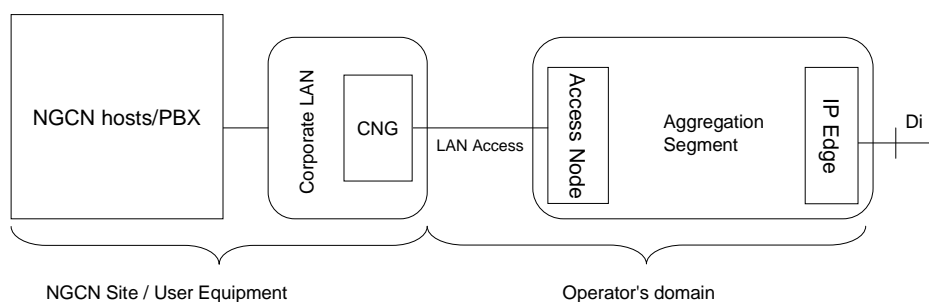 NGCN hosts/PBX
Corporate LAN
CNG
LAN Access
Access Node
Aggregation
Segment
IP Edge
Di
NGCN Site / User Equipment
Operator's domain